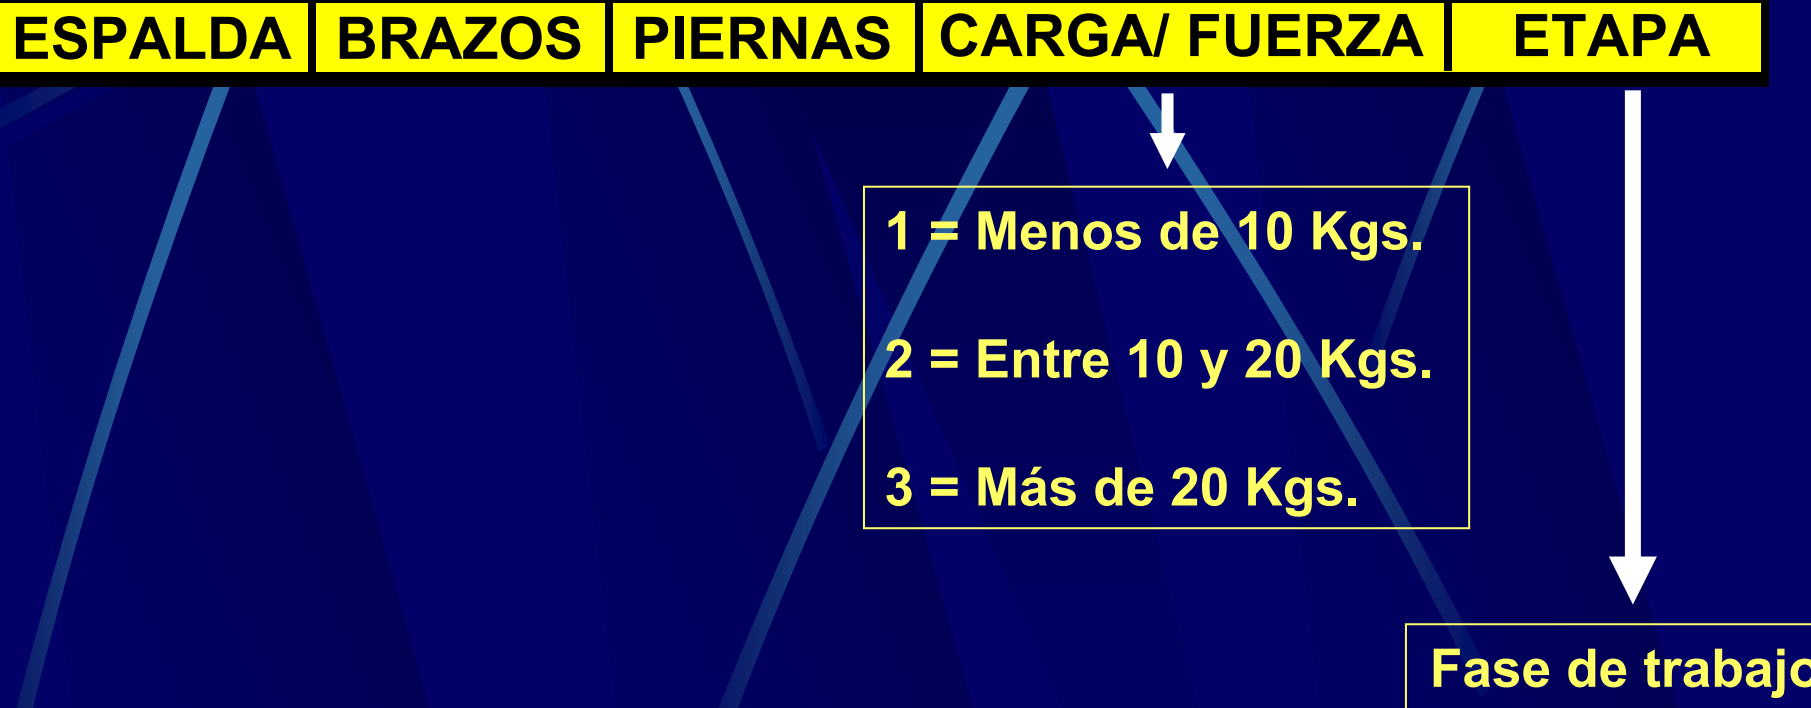 ESPALDA BRAZOS PIERNAS CARGA/ FUERZA ETAPA
1 = Menos de 10 Kgs.
2 = Entre 10 y 20 Kgs.
3 = Más de 20 Kgs.
Fase de trabajo